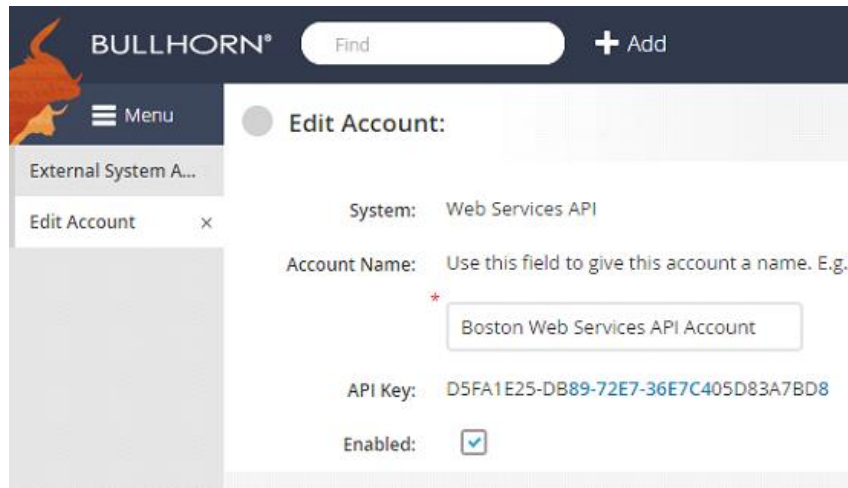 BULLHORN®
Find
Add
Menu
Edit Account:
External System A...
Edit Account ×
System: Web Services API
Account Name: Use this field to give this account a name. E.g.
*
Boston Web Services API Account
API Key: D5FA1E25-DB89-72E7-36E7C405D83A7BD8
Enabled: